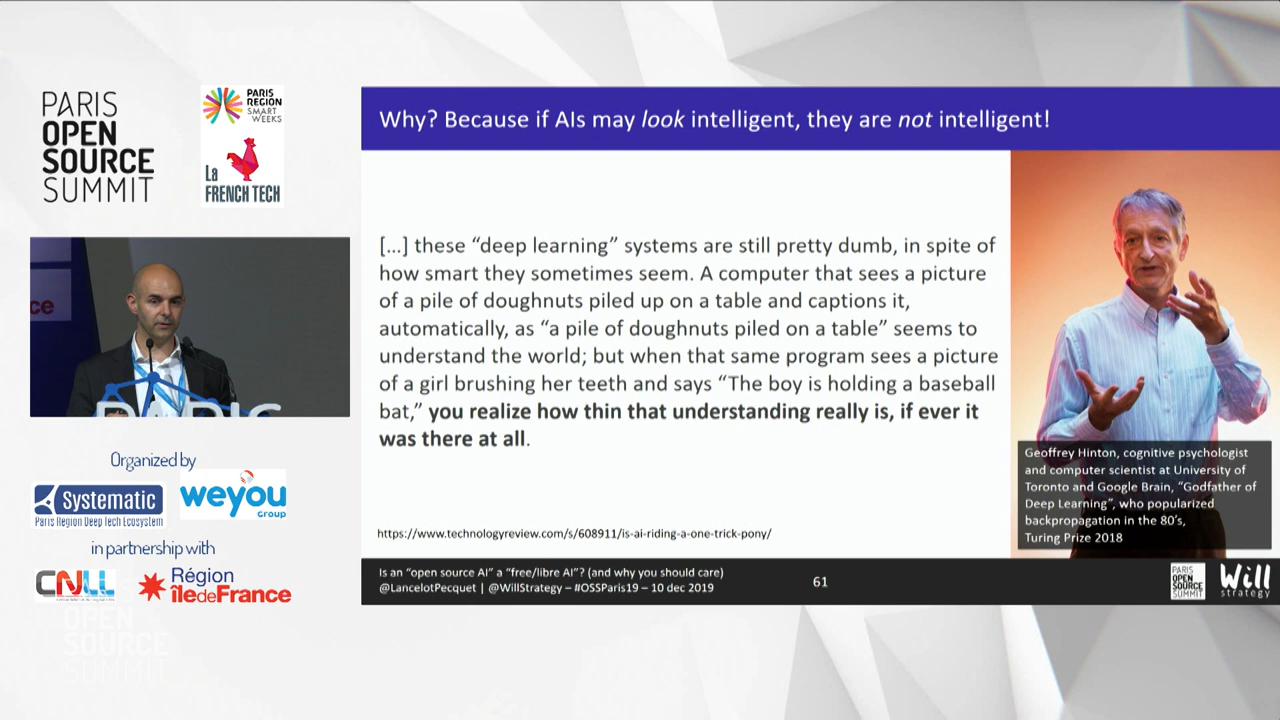 PARIS
OPEN
SOURCE
SUMMIT
PARIS
REGION
SMART
WEEKS
La
FRENCH TECH
ce
PARIS
Organized by
Systematic
Paris Region Deep Tech Ecosystem
weyou
Group
in partnership with
CNLL
Région
îledeFrance
OPEN
SOURCE
SUMMIT
Why? Because if AIs may look intelligent, they are not intelligent!
[...] these “deep learning” systems are still pretty dumb, in spite of
how smart they sometimes seem. A computer that sees a picture
of a pile of doughnuts piled up on a table and captions it,
automatically, as “a pile of doughnuts piled on a table” seems to
understand the world; but when that same program sees a picture
of a girl brushing her teeth and says “The boy is holding a baseball
bat,” you realize how thin that understanding really is, if ever it
was there at all.
https://www.technologyreview.com/s/608911/is-ai-riding-a-one-trick-pony/
Geoffrey Hinton, cognitive psychologist
and computer scientist at University of
Toronto and Google Brain, “Godfather of
Deep Learning”, who popularized
backpropagation in the 80’s,
Turing Prize 2018
Is an “open source AI” a “free/libre AI”? (and why you should care)
@LancelotPecquet | @WillStrategy – #OSSParis19 – 10 dec 2019
61
PARIS
OPEN
SOURCE
SUMMIT
Will
strategy